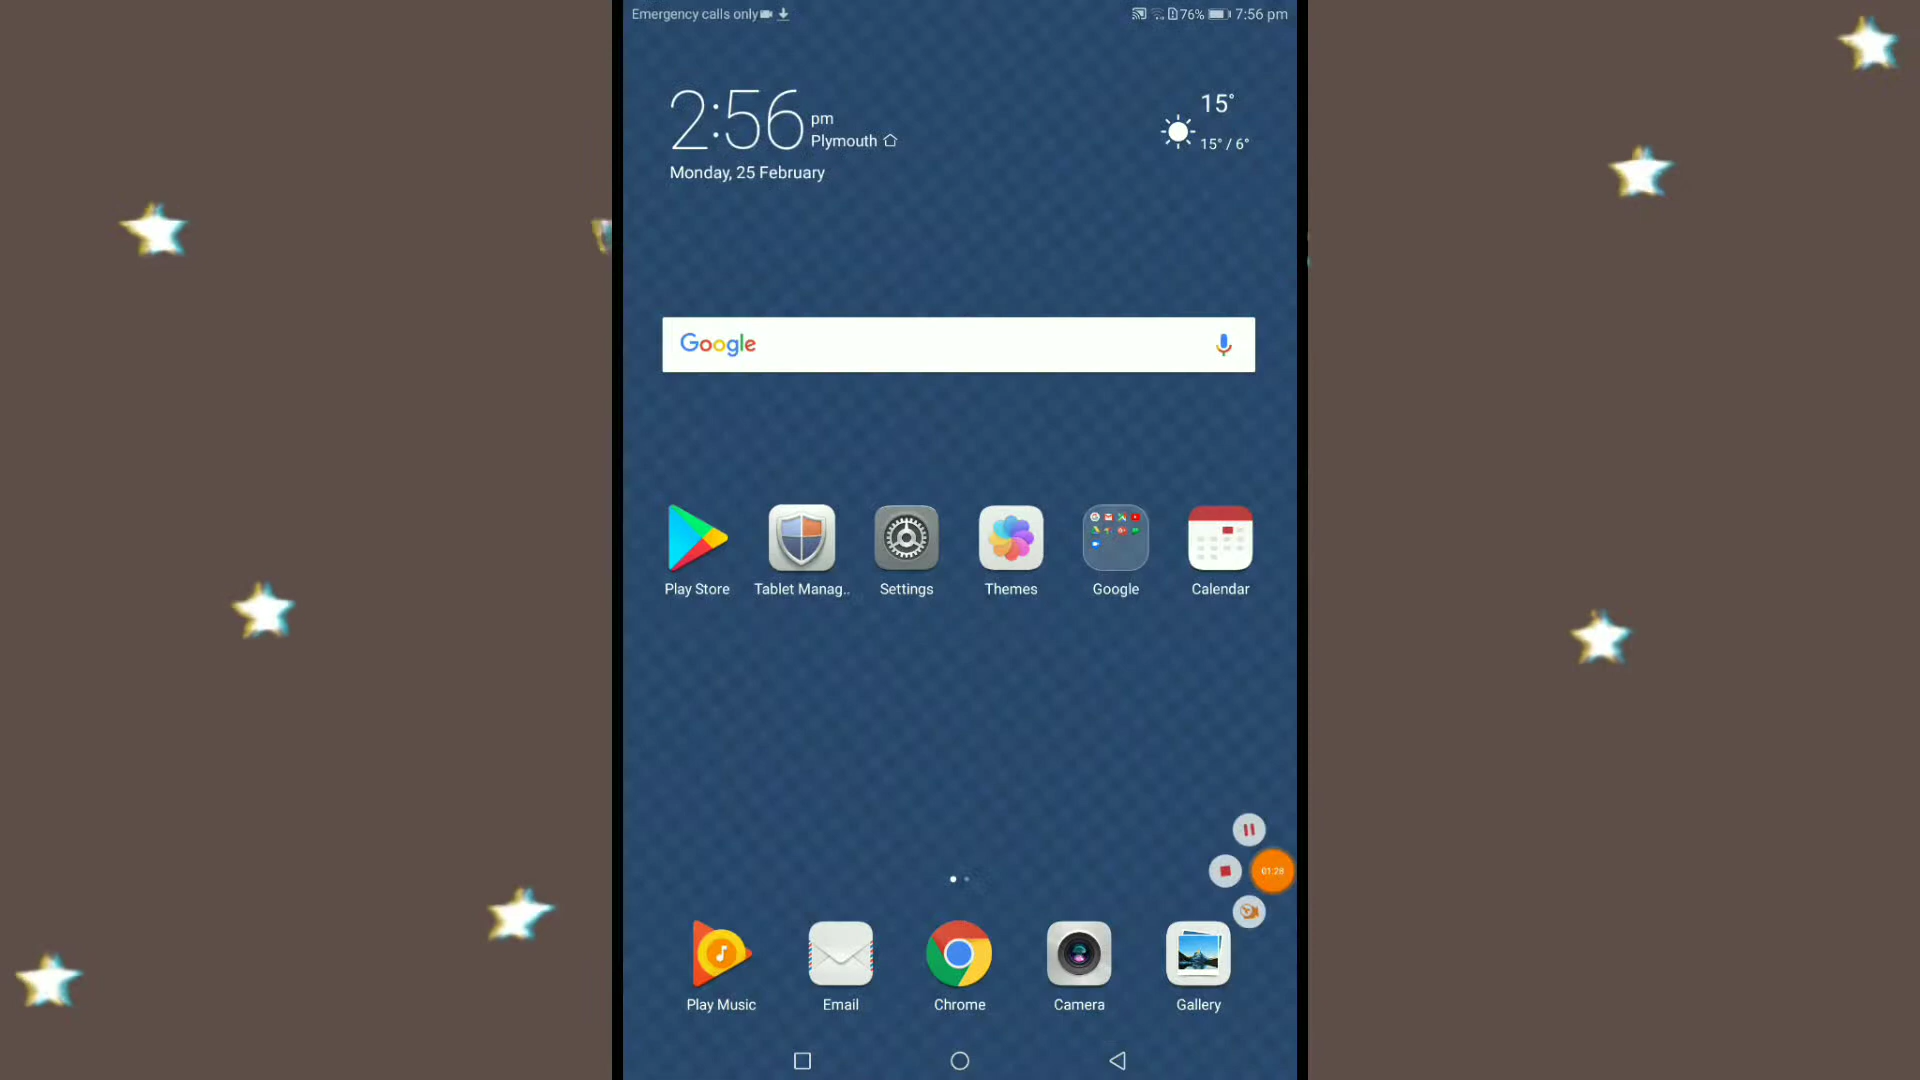 Emergency calls only
76%
7:56 pm
2:56 pm
Plymouth
Monday, 25 February
15°
15° / 6°
Google
Play Store
Tablet Manag..
Settings
Themes
Google
Calendar
01:28
Play Music
Email
Chrome
Camera
Gallery